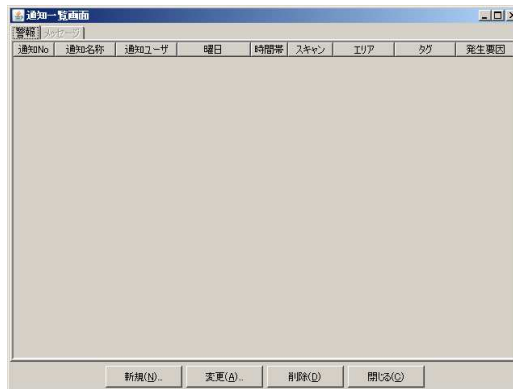 通知一覧画面
警報 メッセージ
通知No 通知名称 通知ユーザ 曜日 時間帯 スキャン エリア タグ 発生要因
新規(N)... 変更(A)... 削除(D) 閉じる(C)